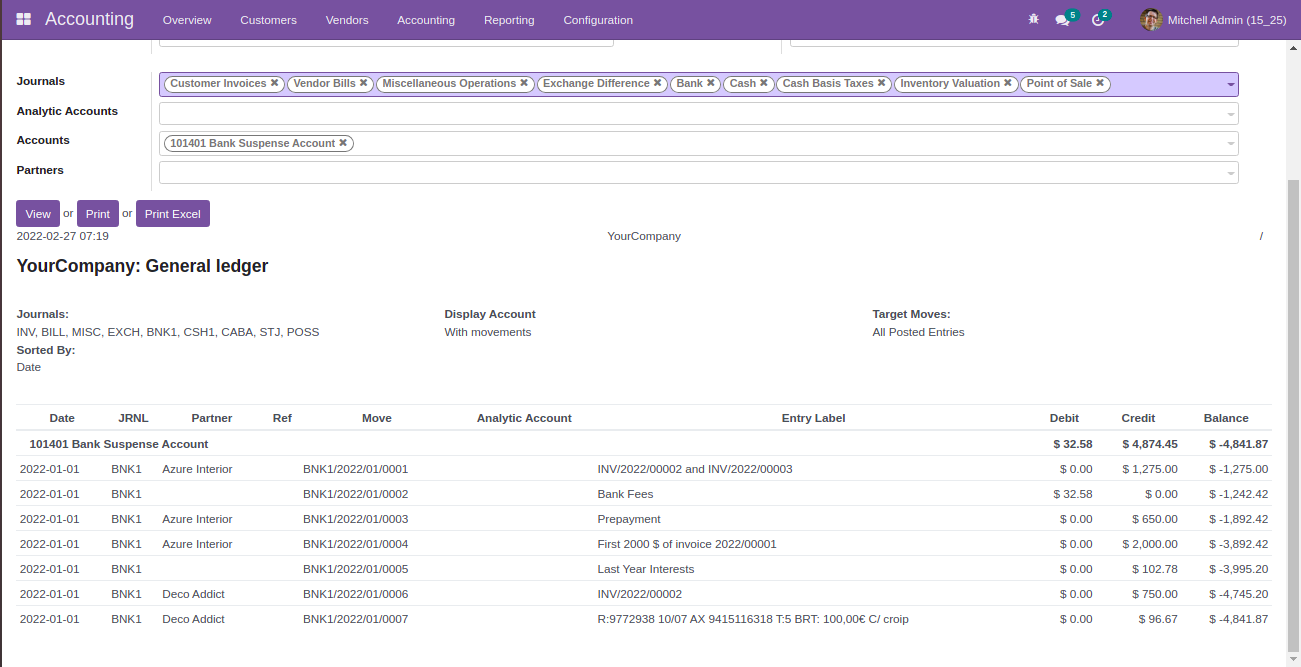 Accounting Overview Customers Vendors Accounting Reporting Configuration 5 2 Mitchell Admin (15_25)
Journals Customer Invoices ✖ Vendor Bills ✖ Miscellaneous Operations ✖ Exchange Difference ✖ Bank ✖ Cash ✖ Cash Basis Taxes ✖ Inventory Valuation ✖ Point of Sale ✖
Analytic Accounts
Accounts 101401 Bank Suspense Account ✖
Partners
View or Print or Print Excel
2022-02-27 07:19 YourCompany /
YourCompany: General ledger
Journals: Display Account Target Moves:
INV, BILL, MISC, EXCH, BNK1, CSH1, CABA, STJ, POSS With movements All Posted Entries
Sorted By:
Date
Date JRNL Partner Ref Move Analytic Account Entry Label Debit Credit Balance
101401 Bank Suspense Account $ 32.58 $ 4,874.45 $ -4,841.87
2022-01-01 BNK1 Azure Interior BNK1/2022/01/0001 INV/2022/00002 and INV/2022/00003 $ 0.00 $ 1,275.00 $ -1,275.00
2022-01-01 BNK1 BNK1/2022/01/0002 Bank Fees $ 32.58 $ 0.00 $ -1,242.42
2022-01-01 BNK1 Azure Interior BNK1/2022/01/0003 Prepayment $ 0.00 $ 650.00 $ -1,892.42
2022-01-01 BNK1 Azure Interior BNK1/2022/01/0004 First 2000 $ of invoice 2022/00001 $ 0.00 $ 2,000.00 $ -3,892.42
2022-01-01 BNK1 BNK1/2022/01/0005 Last Year Interests $ 0.00 $ 102.78 $ -3,995.20
2022-01-01 BNK1 Deco Addict BNK1/2022/01/0006 INV/2022/00002 $ 0.00 $ 750.00 $ -4,745.20
2022-01-01 BNK1 Deco Addict BNK1/2022/01/0007 R:9772938 10/07 AX 9415116318 T:5 BRT: 100,00€ C/ croip $ 0.00 $ 96.67 $ -4,841.87